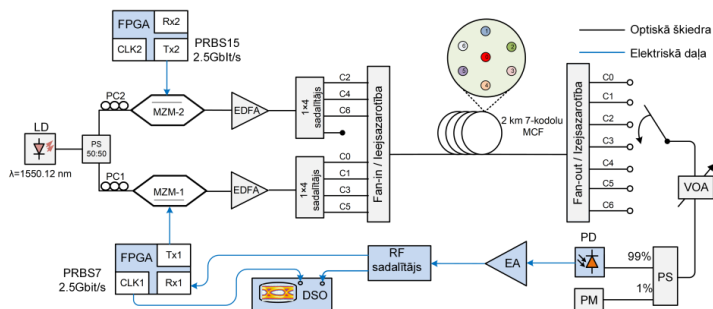 FPGA
Rx2
CLK2
Tx2
PRBS15
2.5GbIt/s
Optiskā šķiedra
Elektriskā daļa
PC2
MZM-2
EDFA
1×4
sadalītājs
C2
C4
C6
LD
λ=1550.12 nm
PS
50:50
PC1
MZM-1
EDFA
1×4
sadalītājs
C0
C1
C3
C5
Fan-in / Ieejsazarotība
1
2
3
4
5
6
2 km 7-kodolu
MCF
Fan-out / Izejsazarotība
C0
C1
C2
C3
C4
C5
C6
VOA
PRBS7
2.5Gbit/s
FPGA
Tx1
CLK1
Rx1
DSO
RF
sadalītājs
EA
PD
99%
1%
PS
PM